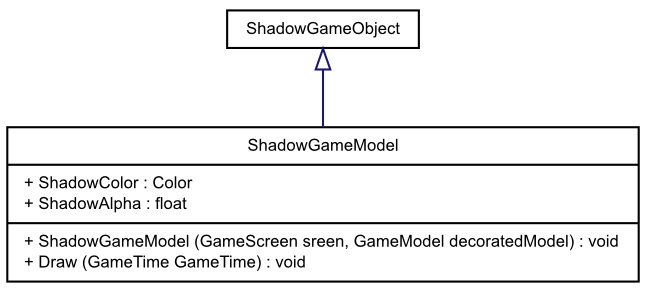 ShadowGameObject
ShadowGameModel
+ ShadowColor : Color
+ ShadowAlpha : float
+ ShadowGameModel (GameScreen sreen, GameModel decoratedModel) : void
+ Draw (GameTime GameTime) : void